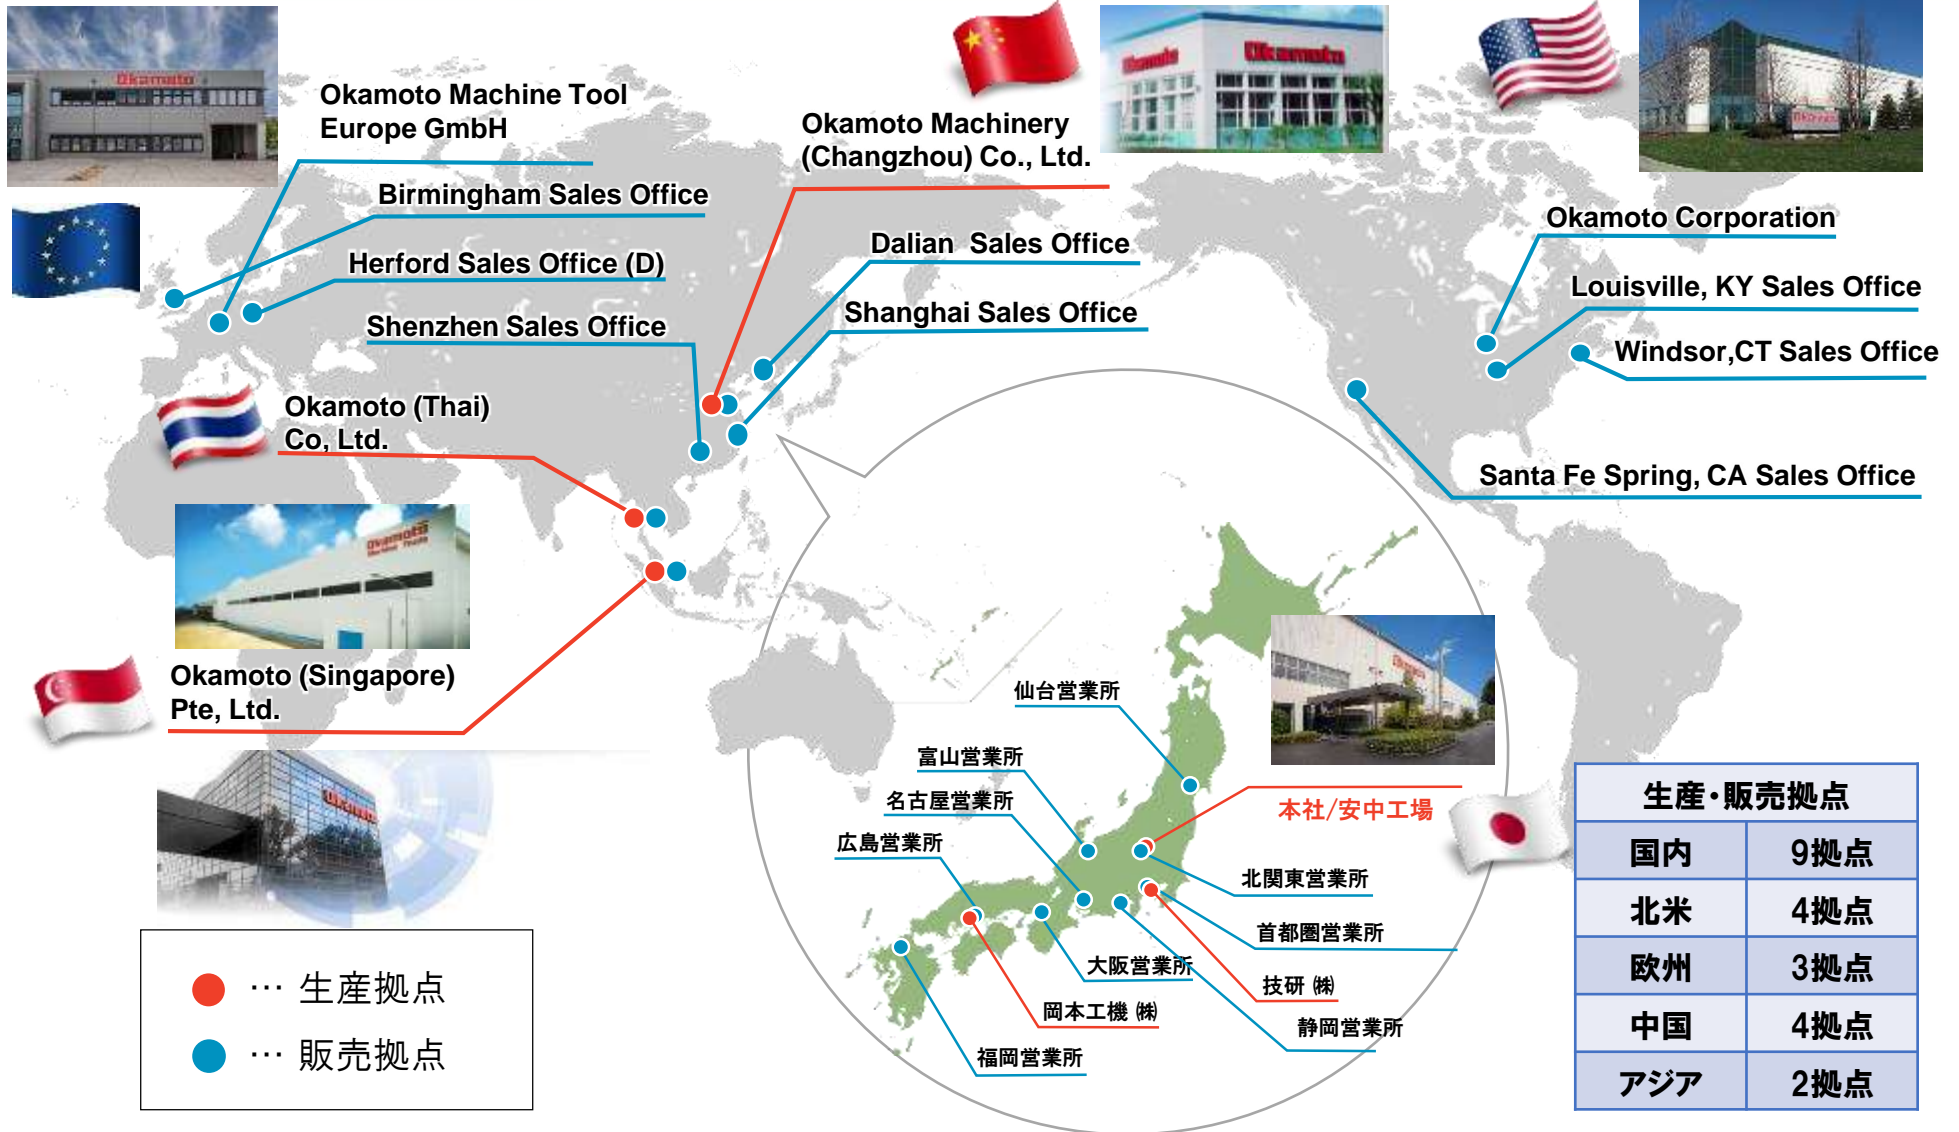 Okamoto
Okamoto Machine Tool
Europe GmbH
Birmingham Sales Office
Herford Sales Office (D)
Shenzhen Sales Office
Okamoto Machinery
(Changzhou) Co., Ltd.
Okamoto
Okamoto
Dalian  Sales Office
Shanghai Sales Office
Okamoto Corporation
Louisville, KY Sales Office
Windsor,CT Sales Office
Santa Fe Spring, CA Sales Office
Okamoto (Thai)
Co, Ltd.
Okamoto
Okamoto (Singapore)
Pte, Ltd.
Okamoto
仙台営業所
富山営業所
名古屋営業所
広島営業所
Okamoto
本社/安中工場
北関東営業所
首都圏営業所
大阪営業所
技研 ㈱
岡本工機 ㈱
静岡営業所
福岡営業所
… 生産拠点
… 販売拠点
生産・販売拠点
国内 9拠点
北米 4拠点
欧州 3拠点
中国 4拠点
アジア 2拠点